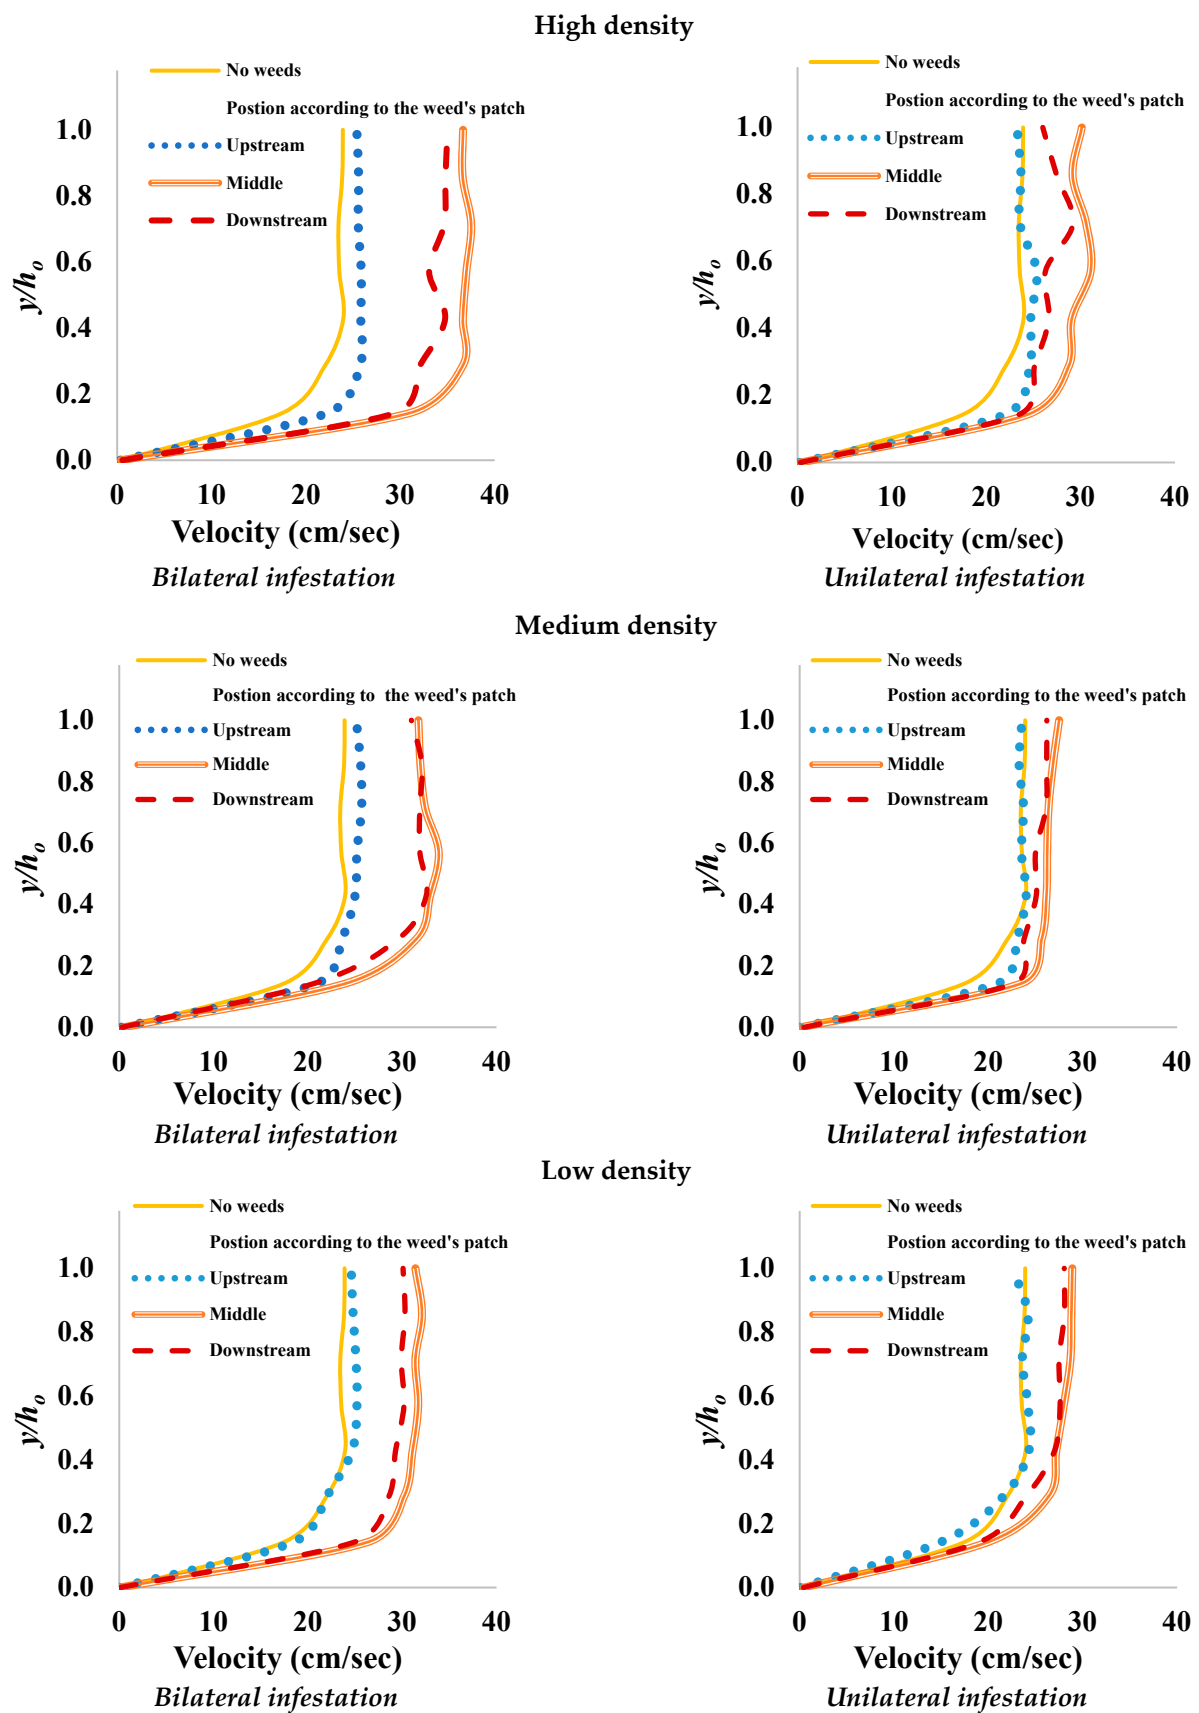 High density
No weeds
Postion according to the weed's patch
Upstream
Middle
Downstream
1.0
0.8
0.6
0.4
0.2
0.0
y/ho
0 10 20 30 40
Velocity (cm/sec)
Bilateral infestation
No weeds
Postion according to the weed's patch
Upstream
Middle
Downstream
1.0
0.8
0.6
0.4
0.2
0.0
y/ho
0 10 20 30 40
Velocity (cm/sec)
Unilateral infestation
Medium density
No weeds
Postion according to the weed's patch
Upstream
Middle
Downstream
1.0
0.8
0.6
0.4
0.2
0.0
y/ho
0 10 20 30 40
Velocity (cm/sec)
Bilateral infestation
No weeds
Postion according to the weed's patch
Upstream
Middle
Downstream
1.0
0.8
0.6
0.4
0.2
0.0
y/ho
0 10 20 30 40
Velocity (cm/sec)
Unilateral infestation
Low density
No weeds
Postion according to the weed's patch
Upstream
Middle
Downstream
1.0
0.8
0.6
0.4
0.2
0.0
y/ho
0 10 20 30 40
Velocity (cm/sec)
Bilateral infestation
No weeds
Postion according to the weed's patch
Upstream
Middle
Downstream
1.0
0.8
0.6
0.4
0.2
0.0
y/ho
0 10 20 30 40
Velocity (cm/sec)
Unilateral infestation